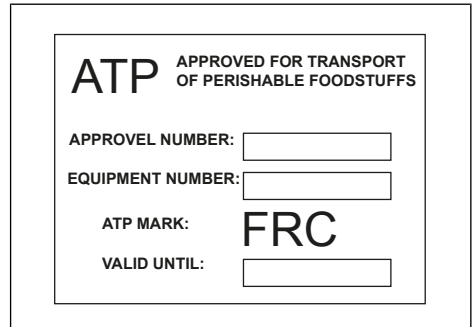 ATP APPROVED FOR TRANSPORT
OF PERISHABLE FOODSTUFFS
APPROVEL NUMBER:
EQUIPMENT NUMBER:
ATP MARK: FRC
VALID UNTIL: